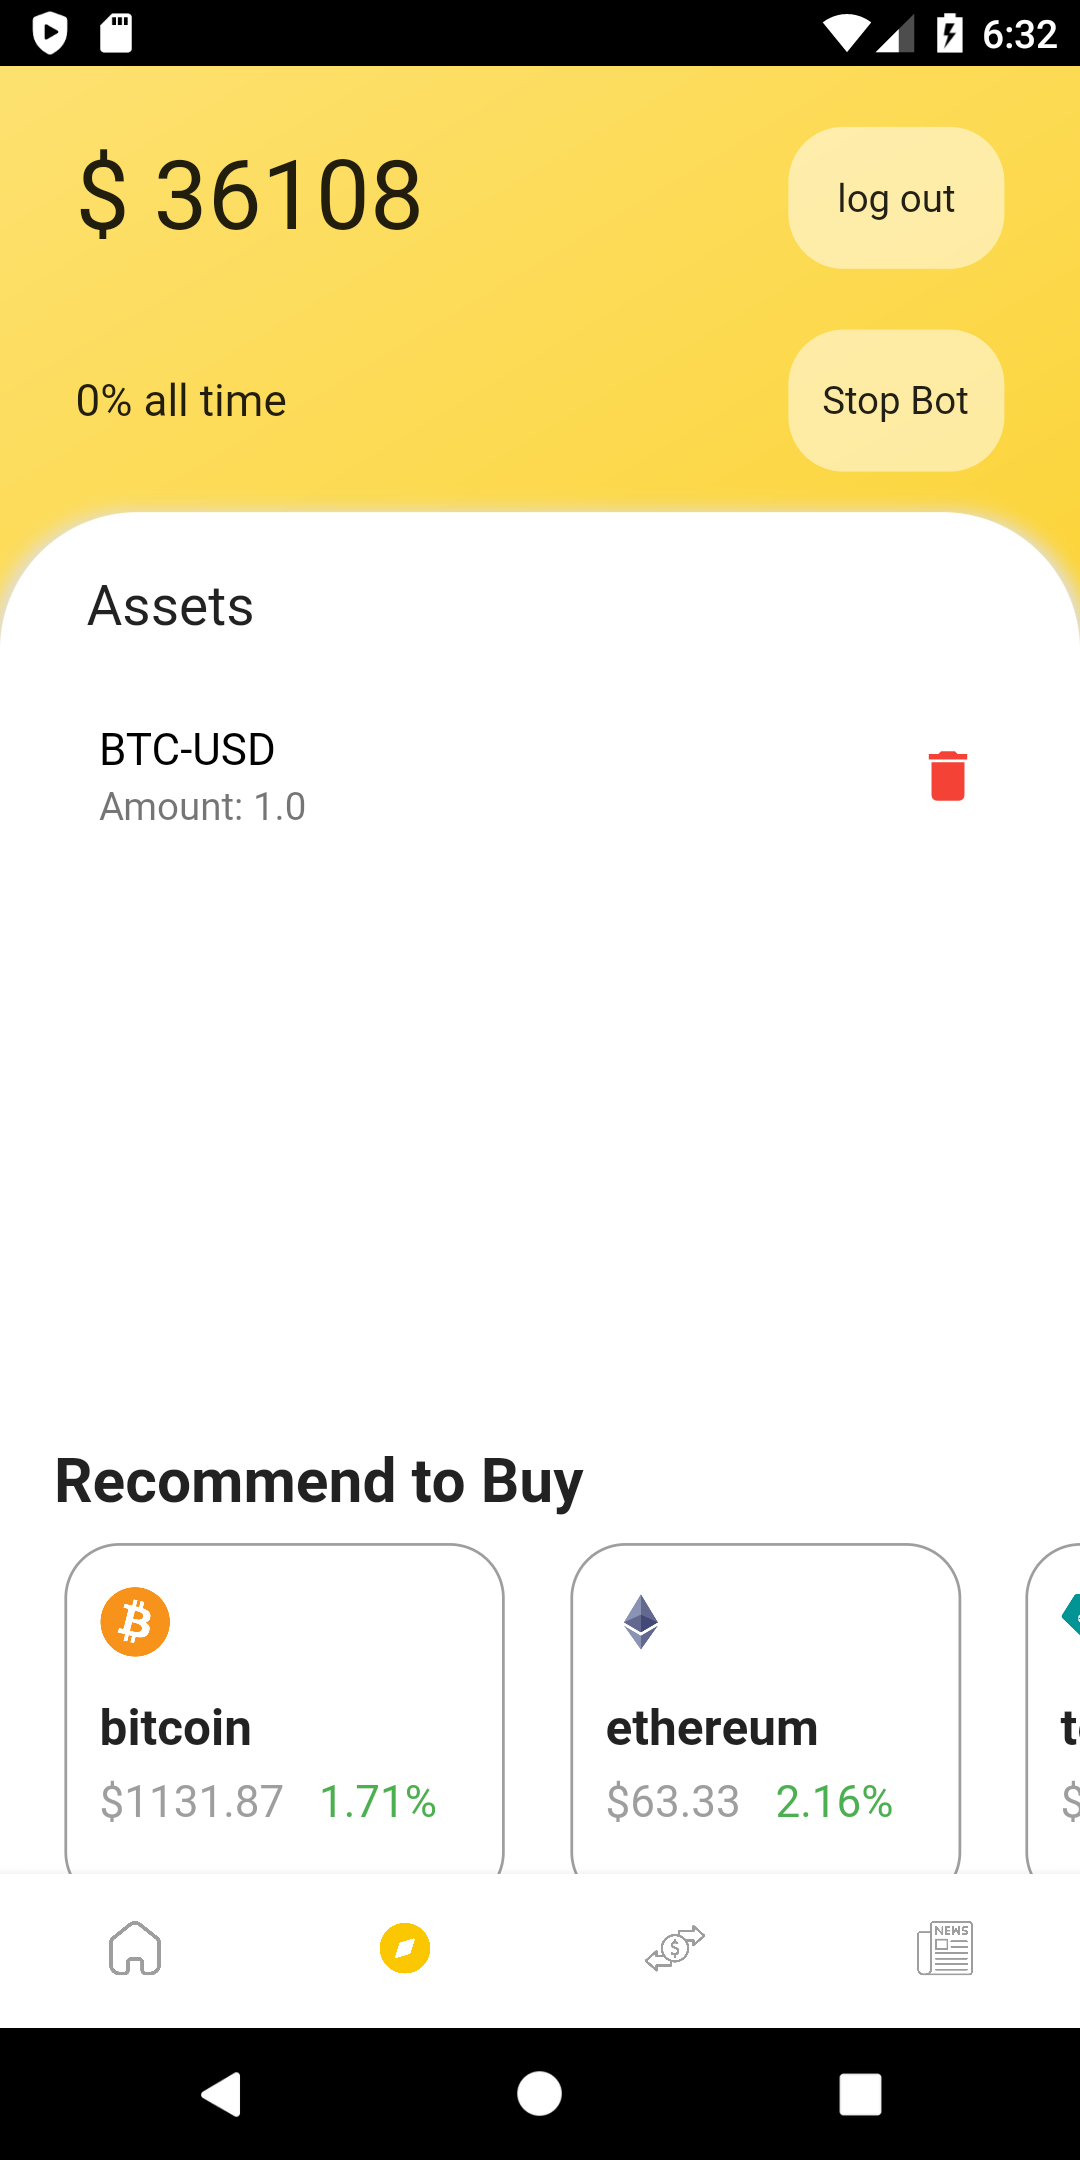 6:32
$ 36108
log out
0% all time
Stop Bot
Assets
BTC-USD
Amount: 1.0
Recommend to Buy
bitcoin
ethereum
$1131.87 1.71%
$63.33 2.16%
$
NEWS